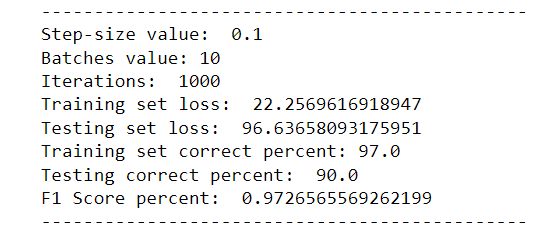 -----------------------------------------------
Step-size value:  0.1
Batches value: 10
Iterations:  1000
Training set loss:  22.2569616918947
Testing set loss:  96.63658093175951
Training set correct percent: 97.0
Testing correct percent:  90.0
F1 Score percent:  0.9726565569262199
-----------------------------------------------